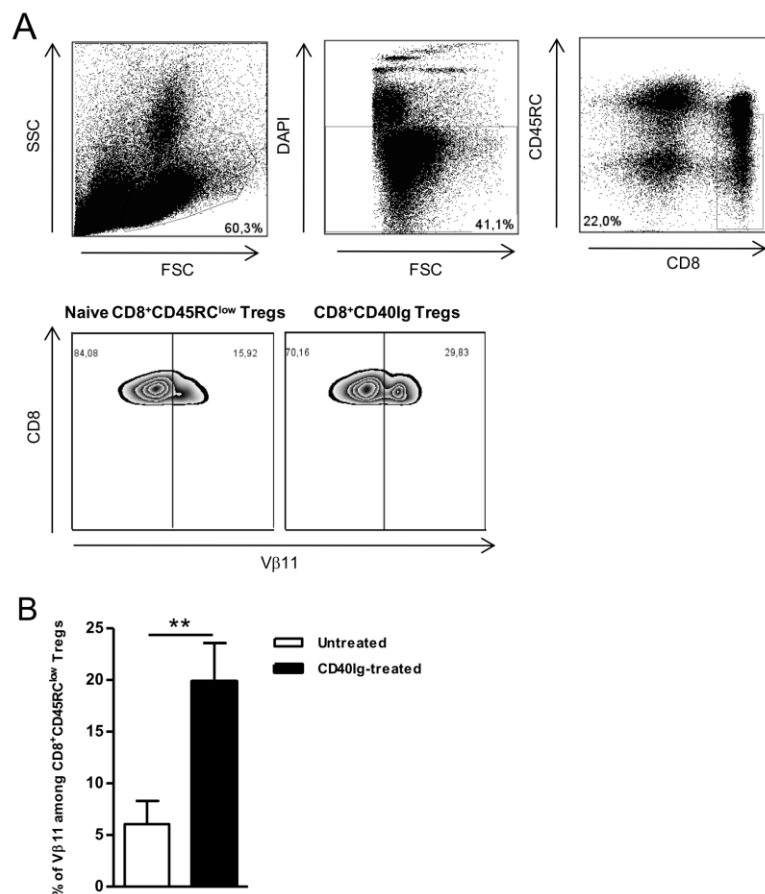 A
SSC
60,3%
FSC
DAPI
41,1%
FSC
CD45RC
22,0%
CD8
Naive CD8⁺CD45RCˡᵒʷ Tregs
CD8⁺CD40Ig Tregs
CD8
84,08
15,92
70,16
29,83
Vβ11
B
% of Vβ11 among CD8⁺CD45RCˡᵒʷ Tregs
25
20
15
10
5
0
**
Untreated
CD40Ig-treated